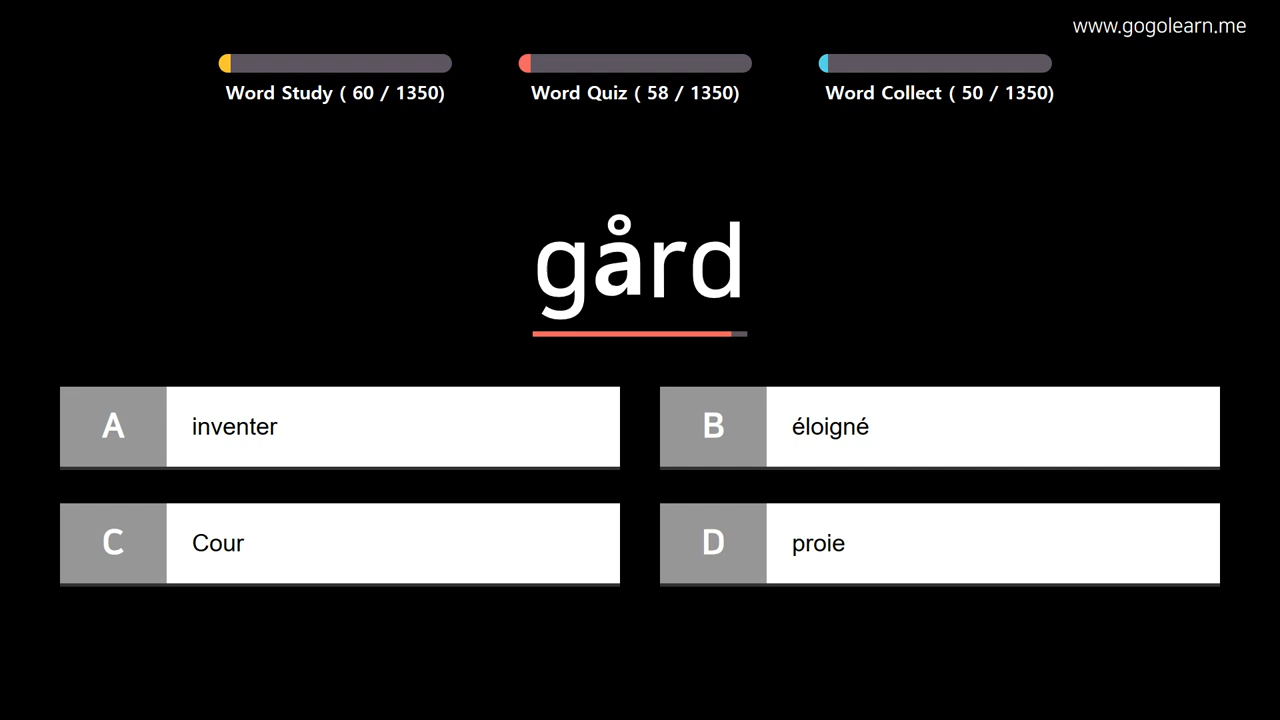 www.gogolearn.me
Word Study ( 60 / 1350)
Word Quiz ( 58 / 1350)
Word Collect ( 50 / 1350)
gård
A inventer
B éloigné
C Cour
D proie